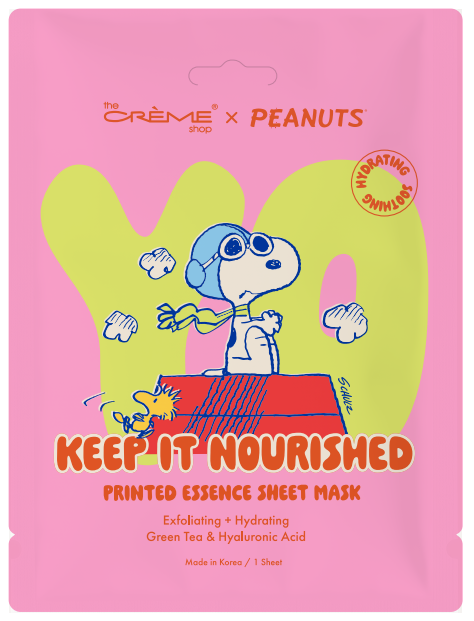 the
CRÈME®
shop
x PEANUTS
HYDRATING SOOTHING
YO
SCHULZ
KEEP IT NOURISHED
PRINTED ESSENCE SHEET MASK
Exfoliating + Hydrating
Green Tea & Hyaluronic Acid
Made in Korea / 1 Sheet